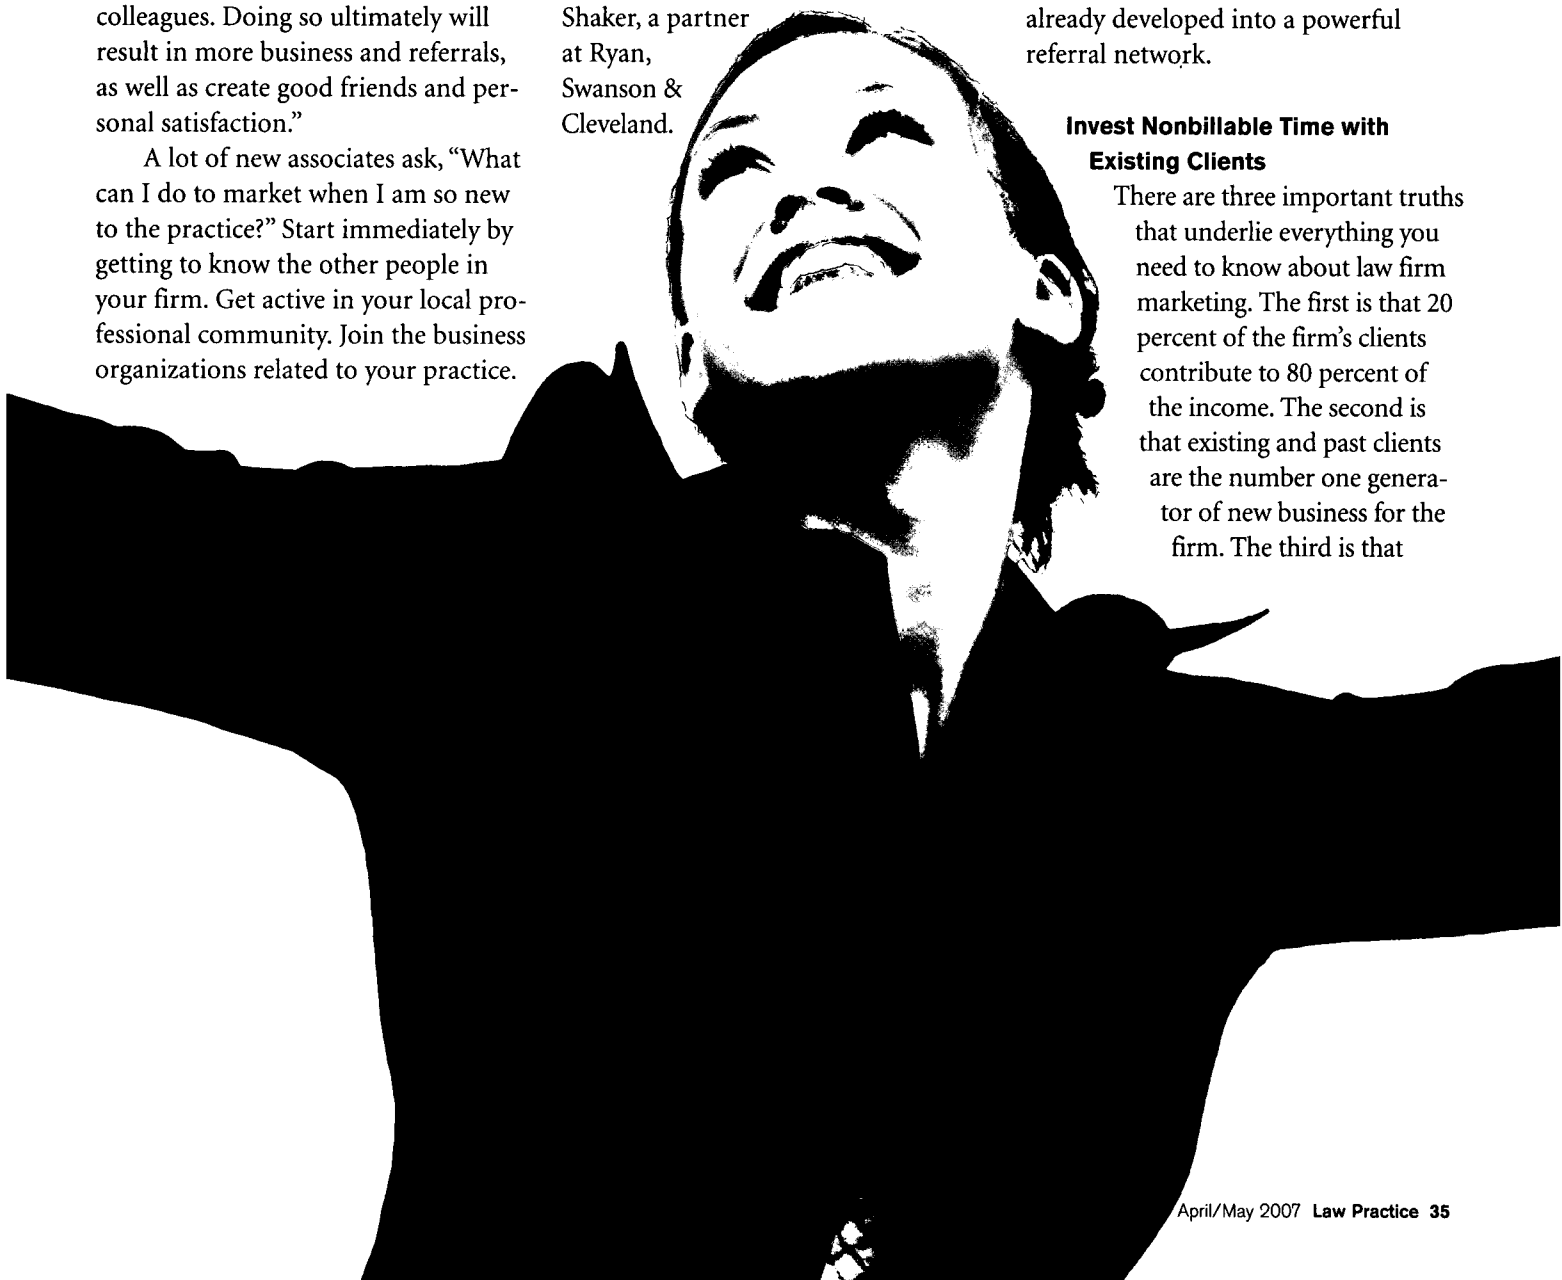 colleagues. Doing so ultimately will
result in more business and referrals,
as well as create good friends and per-
sonal satisfaction.”
A lot of new associates ask, “What
can I do to market when I am so new
to the practice?” Start immediately by
getting to know the other people in
your firm. Get active in your local pro-
fessional community. Join the business
organizations related to your practice.
Shaker, a partner
at Ryan,
Swanson &
Cleveland.
already developed into a powerful
referral network.
Invest Nonbillable Time with
Existing Clients
There are three important truths
that underlie everything you
need to know about law firm
marketing. The first is that 20
percent of the firm’s clients
contribute to 80 percent of
the income. The second is
that existing and past clients
are the number one genera-
tor of new business for the
firm. The third is that
April/May 2007 Law Practice 35